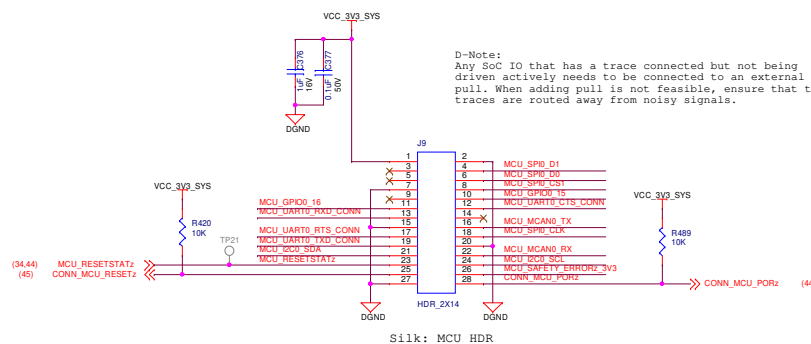 VCC_3V3_SYS
C376
1uF
16V
C377
0.1uF
50V
DGND
D-Note:
Any SoC IO that has a trace connected but not being
driven actively needs to be connected to an external
pull. When adding pull is not feasible, ensure that t
traces are routed away from noisy signals.
J9
1 2
3 4 MCU_SPI0_D1
5 6 MCU_SPI0_D0
7 8 MCU_SPI0_CS1
9 10 MCU_GPIO0_15
MCU_GPIO0_16 11 12 MCU_UART0_CTS_CONN
MCU_UART0_RXD_CONN 13 14
15 16 MCU_MCAN0_TX
MCU_UART0_RTS_CONN 17 18 MCU_SPI0_CLK
MCU_UART0_TXD_CONN 19 20
MCU_I2C0_SDA 21 22 MCU_MCAN0_RX
MCU_RESETSTATz 23 24 MCU_I2C0_SCL
25 26 MCU_SAFETY_ERRORz_3V3
27 28 CONN_MCU_PORz
HDR_2X14
VCC_3V3_SYS
R420
10K
TP21
(34,44) MCU_RESETSTATz
(45) CONN_MCU_RESETz
VCC_3V3_SYS
R489
10K
CONN_MCU_PORz (44
DGND
DGND
Silk: MCU HDR